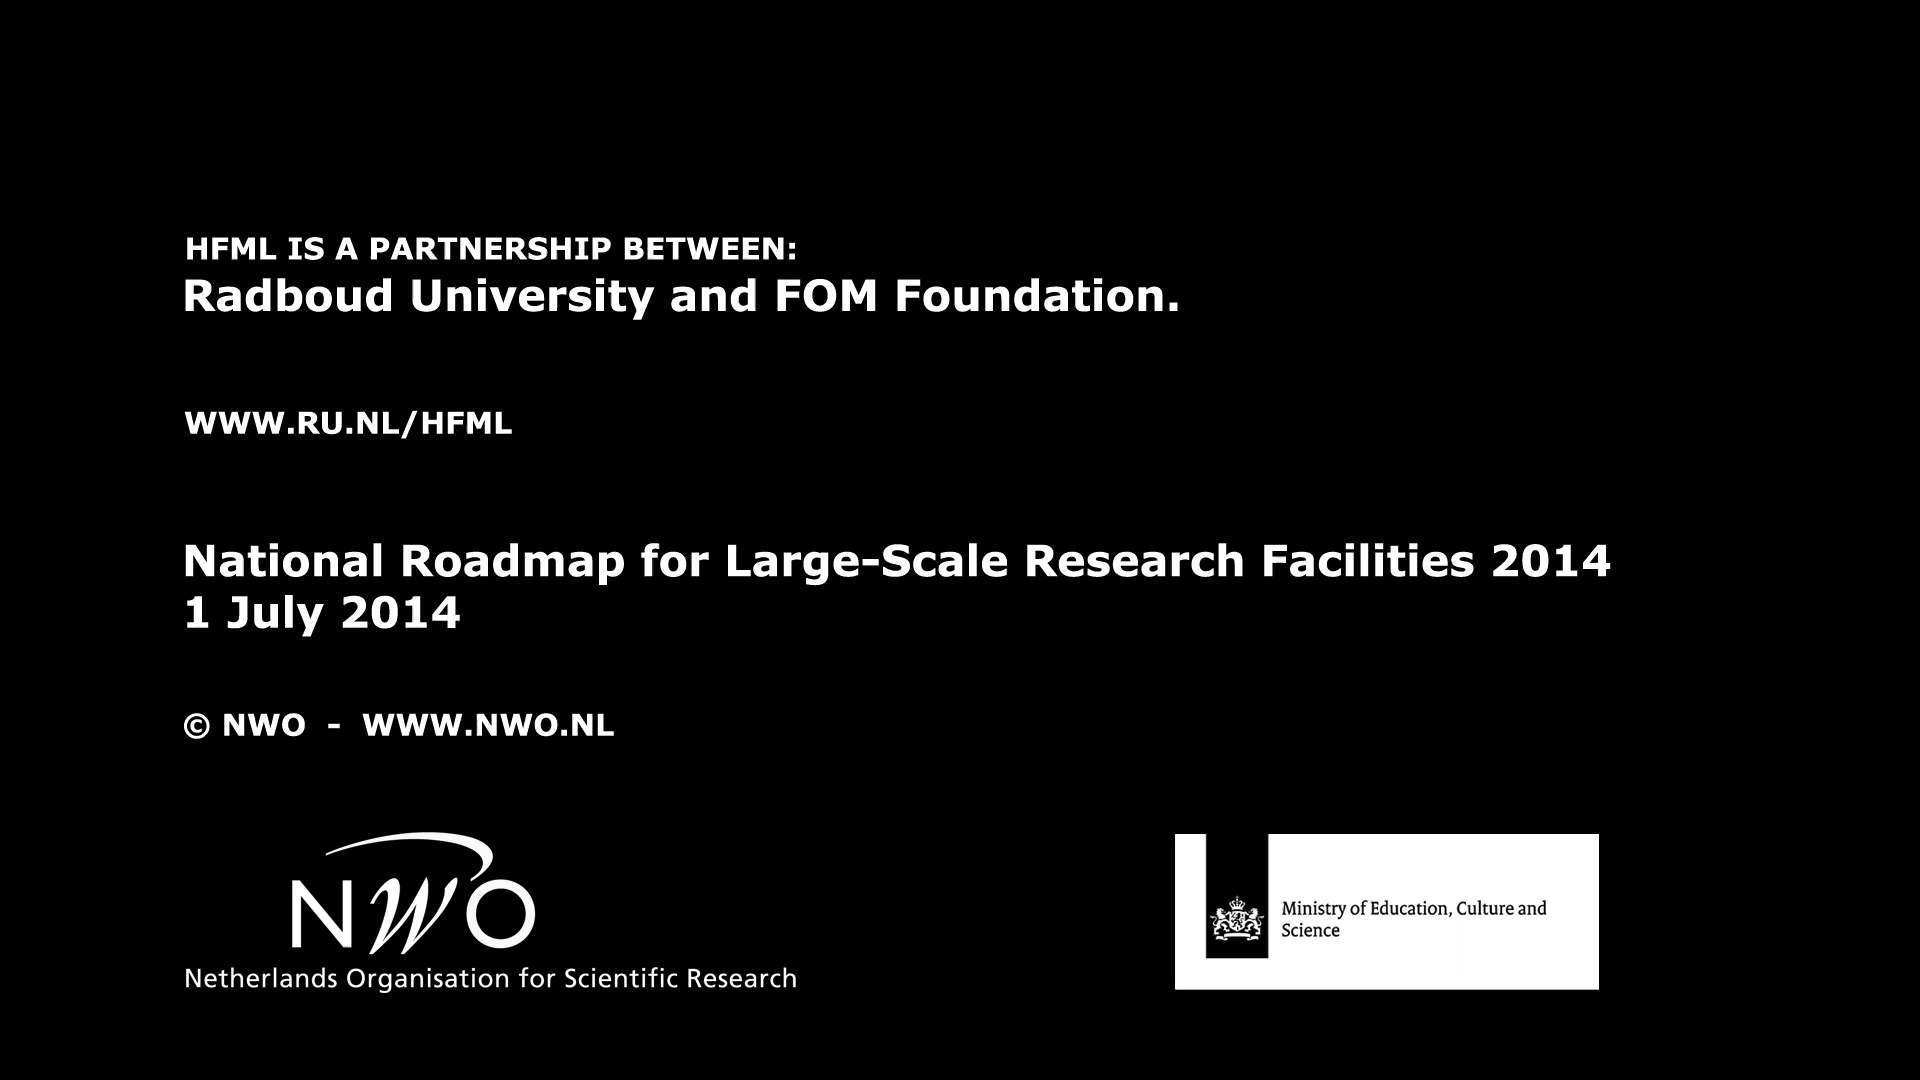 HFML IS A PARTNERSHIP BETWEEN:
Radboud University and FOM Foundation.
WWW.RU.NL/HFML
National Roadmap for Large-Scale Research Facilities 2014
1 July 2014
© NWO - WWW.NWO.NL
NWO
Netherlands Organisation for Scientific Research
Ministry of Education, Culture and
Science